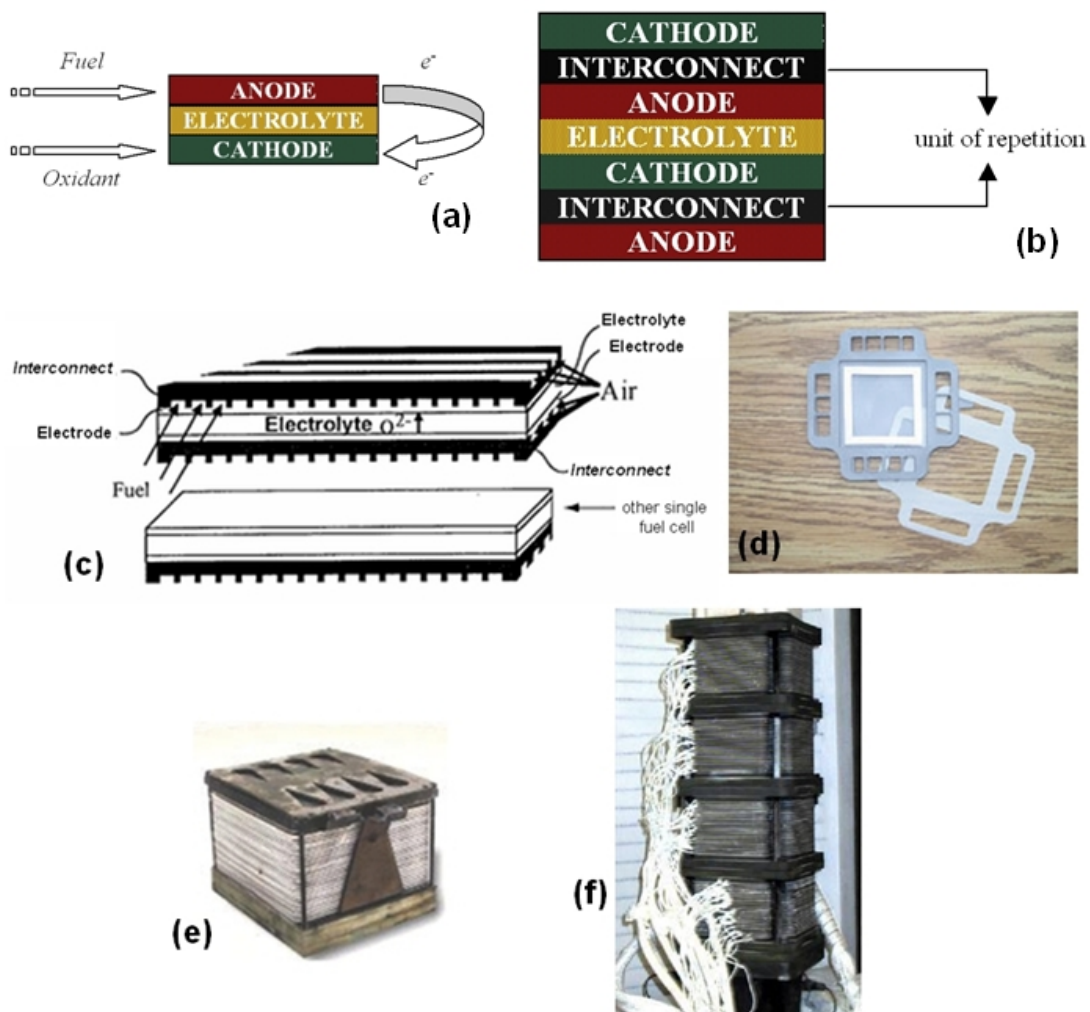 Fuel
ANODE
ELECTROLYTE
CATHODE
Oxidant
e-
e-
(a)
CATHODE
INTERCONNECT
ANODE
ELECTROLYTE
CATHODE
INTERCONNECT
ANODE
unit of repetition
(b)
Electrolyte
Electrode
Interconnect
Air
Electrode
Electrolyte O²⁻
Interconnect
Fuel
other single
fuel cell
(c)
(d)
(e)
(f)